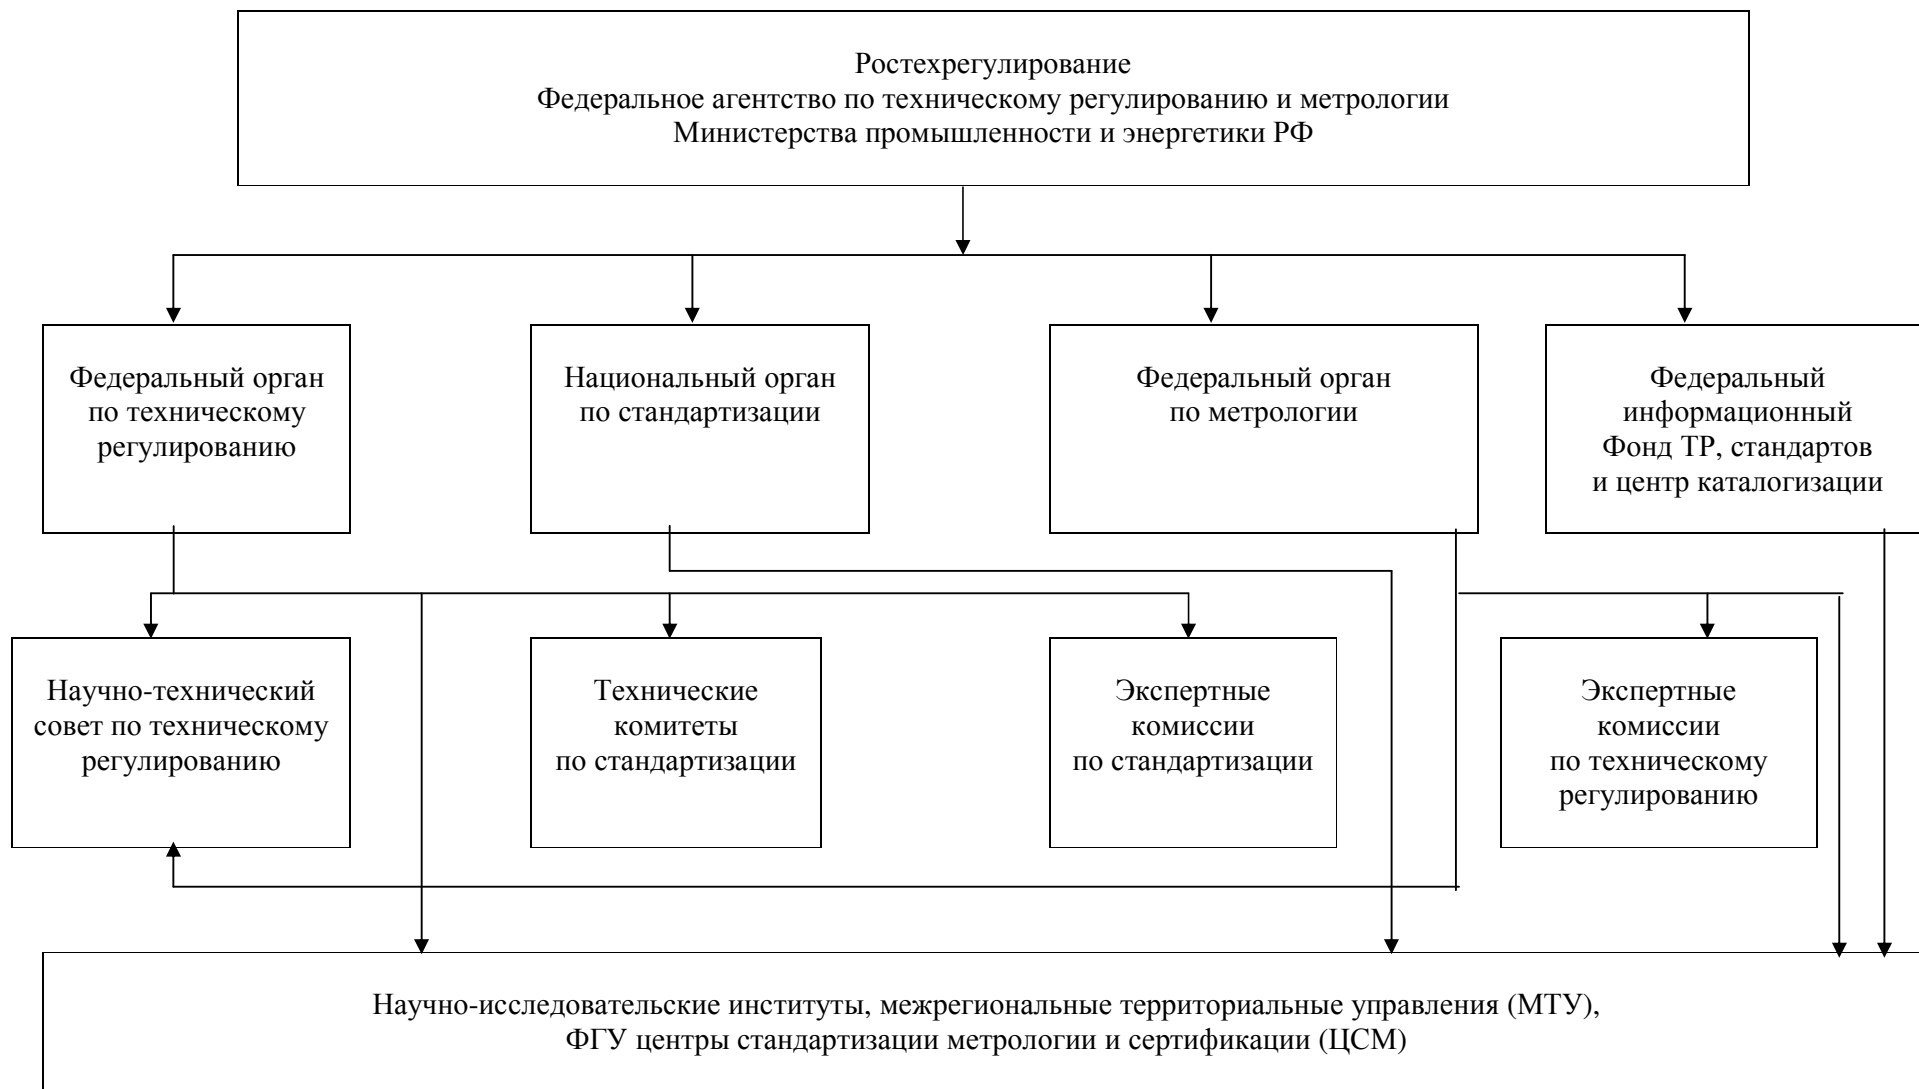 Ростехрегулирование
Федеральное агентство по техническому регулированию и метрологии
Министерства промышленности и энергетики РФ
Федеральный орган
по техническому
регулированию
Национальный орган
по стандартизации
Федеральный орган
по метрологии
Федеральный
информационный
Фонд ТР, стандартов
и центр каталогизации
Научно-технический
совет по техническому
регулированию
Технические
комитеты
по стандартизации
Экспертные
комиссии
по стандартизации
Экспертные
комиссии
по техническому
регулированию
Научно-исследовательские институты, межрегиональные территориальные управления (МТУ),
ФГУ центры стандартизации метрологии и сертификации (ЦСМ)